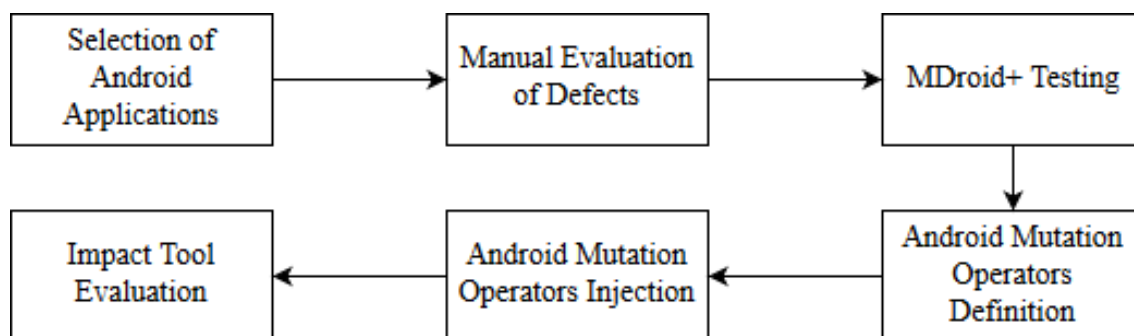 Selection of
Android
Applications
Manual Evaluation
of Defects
MDroid+ Testing
Android Mutation
Operators
Definition
Android Mutation
Operators Injection
Impact Tool
Evaluation